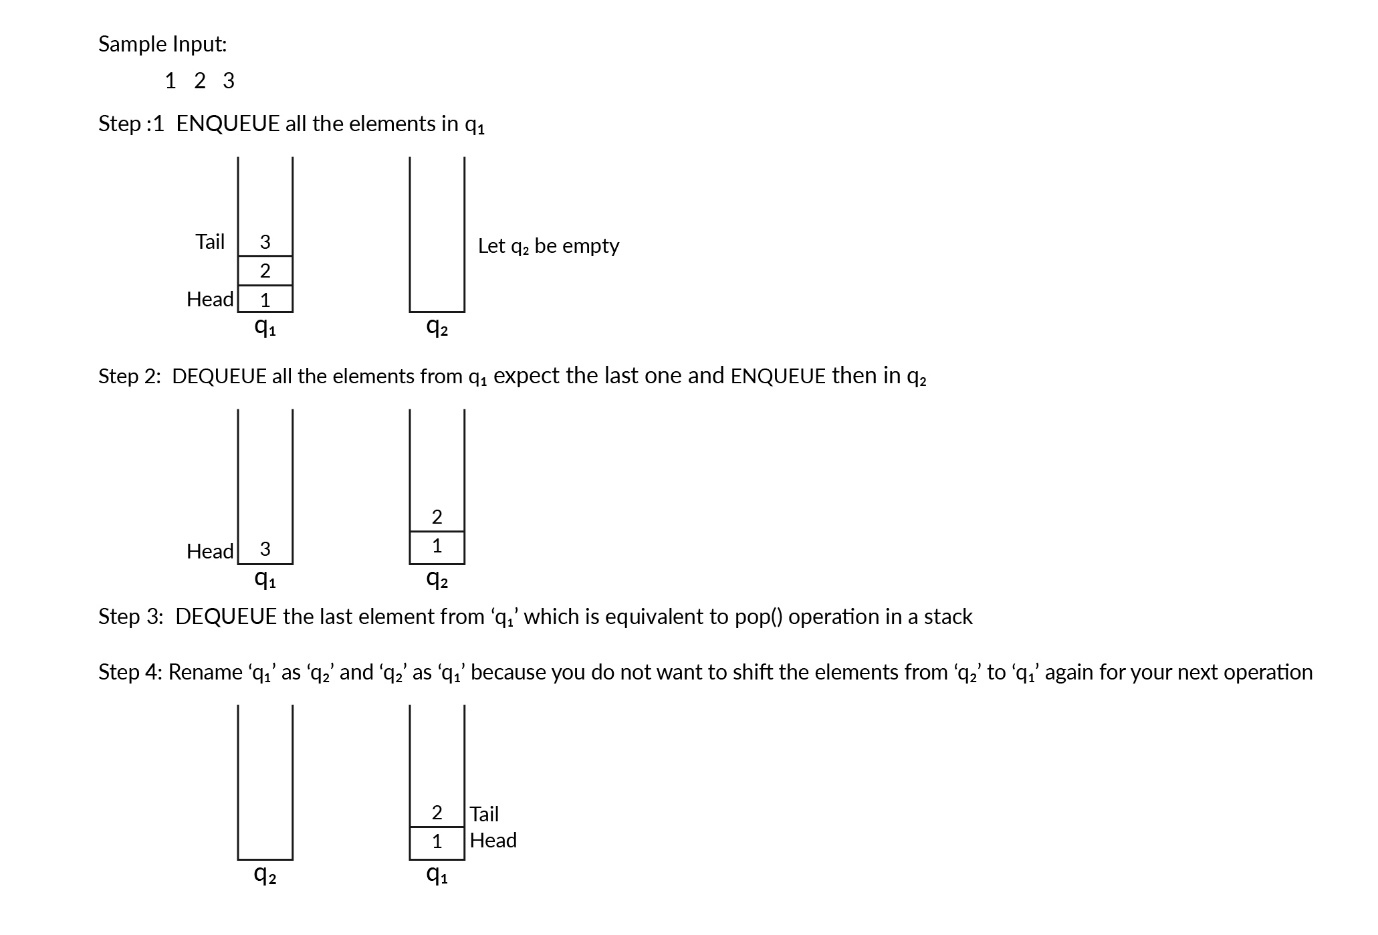 Sample Input:
1 2 3
Step :1 ENQUEUE all the elements in q₁
Tail 3
2
Head 1
Let q₂ be empty
q₁ q₂
Step 2: DEQUEUE all the elements from q₁ expect the last one and ENQUEUE then in q₂
2
Head 3 1
q₁ q₂
Step 3: DEQUEUE the last element from ‘q₁’ which is equivalent to pop() operation in a stack
Step 4: Rename ‘q₁’ as ‘q₂’ and ‘q₂’ as ‘q₁’ because you do not want to shift the elements from ‘q₂’ to ‘q₁’ again for your next operation
2 Tail
1 Head
q₂ q₁